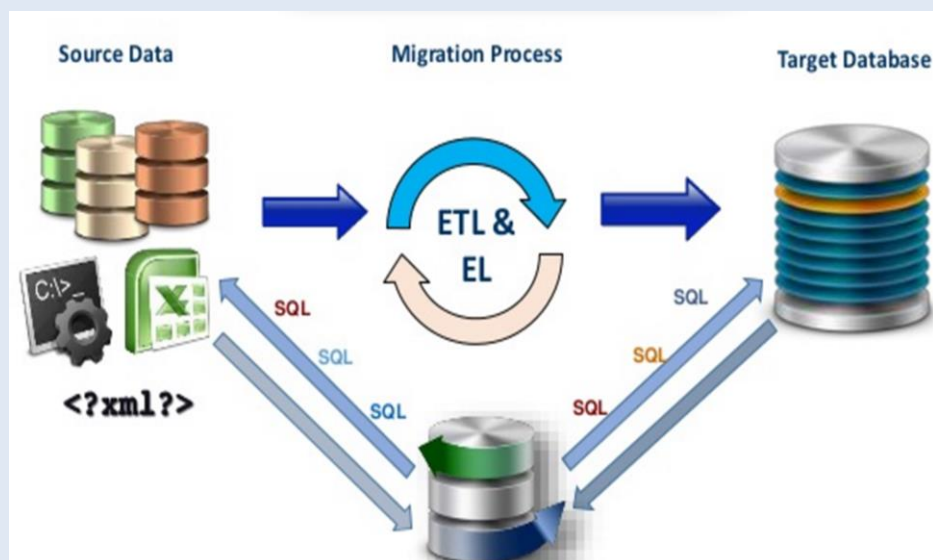 Source Data
Migration Process
Target Database
ETL &
EL
C:\>_
X
<?xml?>
SQL
SQL
SQL
SQL
SQL
SQL